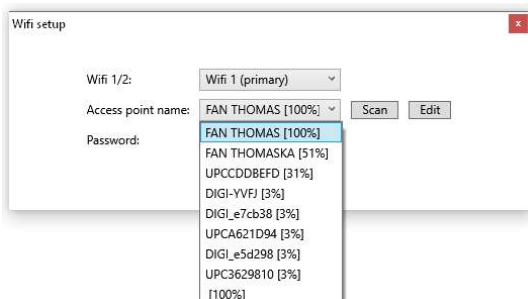 Wifi setup
x
Wifi 1/2: Wifi 1 (primary)
Access point name: FAN THOMAS [100%] Scan Edit
Password:
FAN THOMAS [100%]
FAN THOMASKA [51%]
UPCCDDBEFD [31%]
DIGI-YVFJ [3%]
DIGI_e7cb38 [3%]
UPCA621D94 [3%]
DIGI_e5d298 [3%]
UPC3629810 [3%]
[100%]